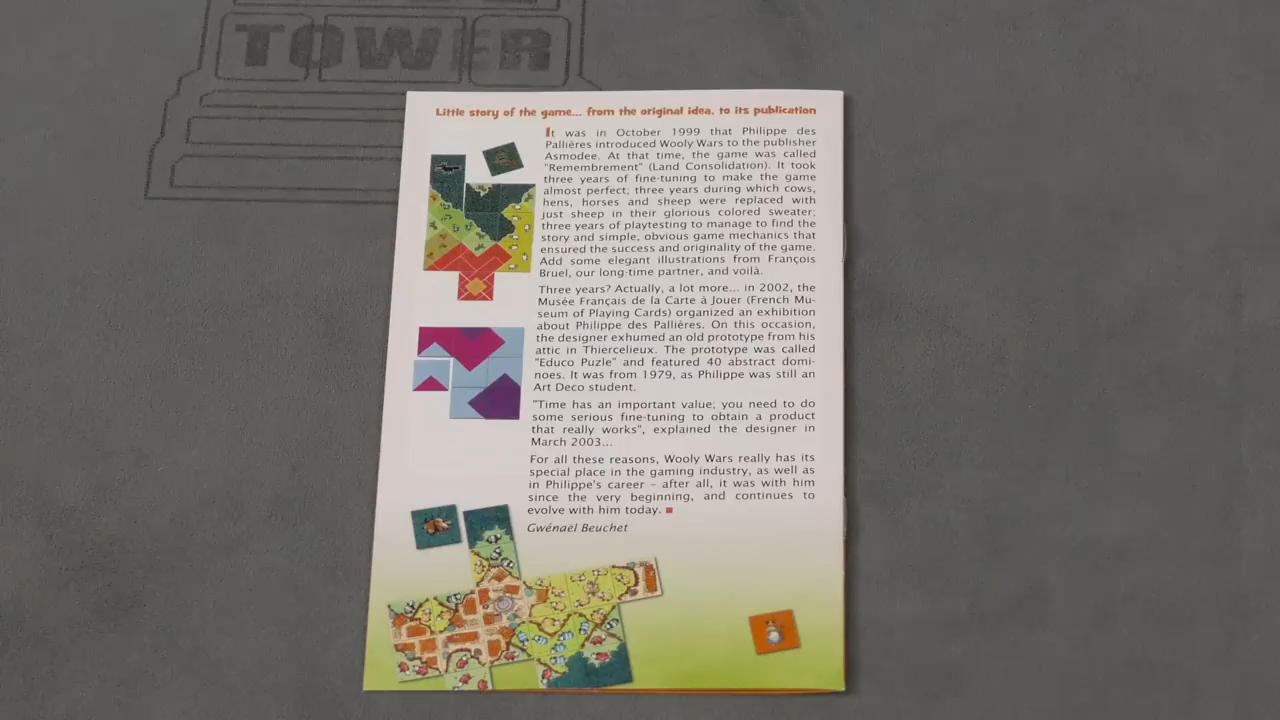 TOWER
Little story of the game... from the original idea, to its publication
It was in October 1999 that Philippe des
Pallières introduced Wooly Wars to the publisher
Asmodee. At that time, the game was called
"Remembrement" (Land Consolidation). It took
three years of fine-tuning to make the game
almost perfect; three years during which cows,
hens, horses and sheep were replaced with
just sheep in their glorious colored sweater;
three years of playtesting to manage to find the
story and simple, obvious game mechanics that
ensured the success and originality of the game.
Add some elegant illustrations from François
Bruel, our long-time partner, and voilà.
Three years? Actually, a lot more... in 2002, the
Musée Français de la Carte à Jouer (French Mu-
seum of Playing Cards) organized an exhibition
about Philippe des Pallières. On this occasion,
the designer exhumed an old prototype from his
attic in Thiercelieux. The prototype was called
"Educo Puzle" and featured 40 abstract domi-
noes. It was from 1979, as Philippe was still an
Art Deco student.
"Time has an important value; you need to do
some serious fine-tuning to obtain a product
that really works", explained the designer in
March 2003...
For all these reasons, Wooly Wars really has its
special place in the gaming industry, as well as
in Philippe's career – after all, it was with him
since the very beginning, and continues to
evolve with him today.
Gwénaël Beuchet